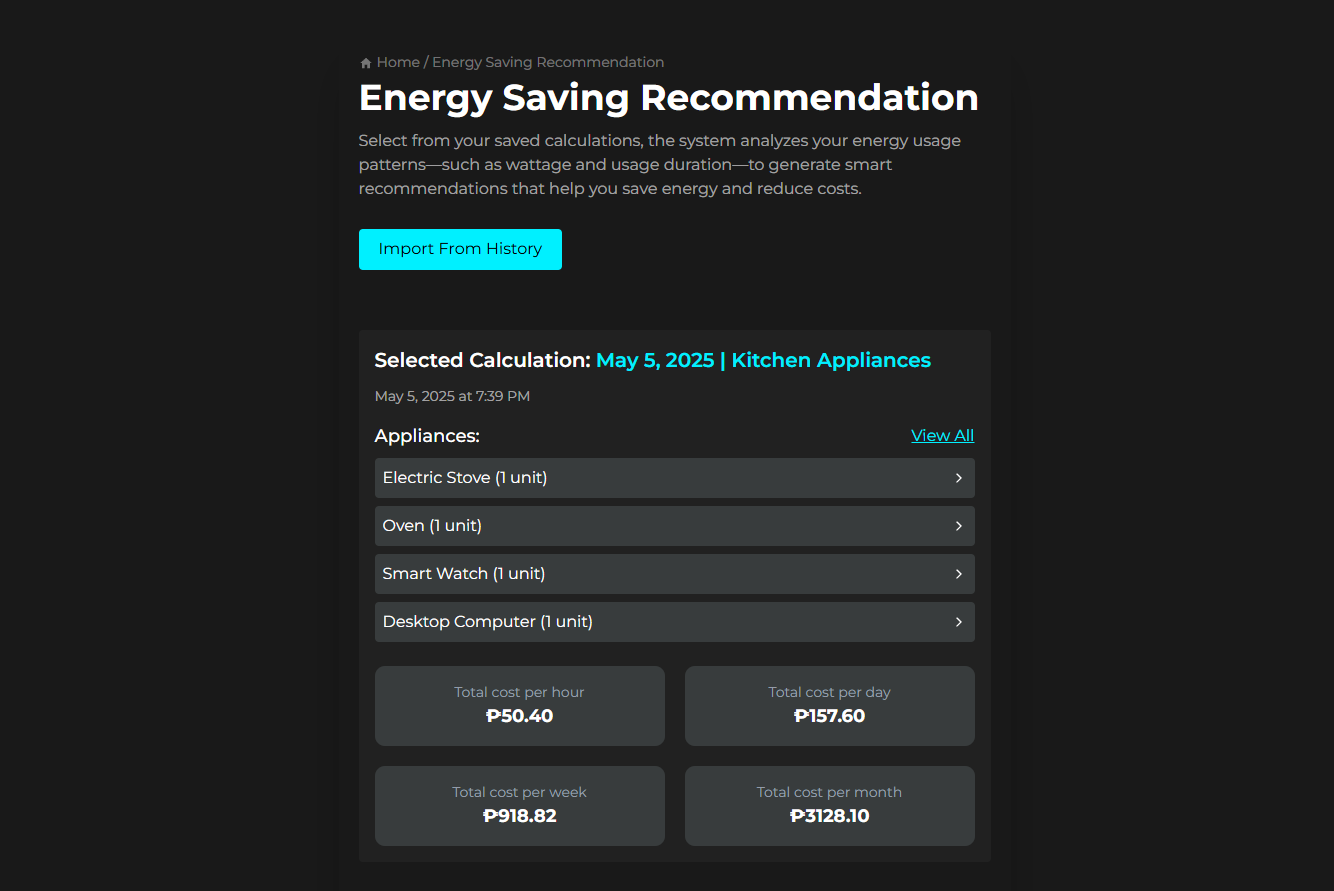 Home / Energy Saving Recommendation
Energy Saving Recommendation
Select from your saved calculations, the system analyzes your energy usage
patterns—such as wattage and usage duration—to generate smart
recommendations that help you save energy and reduce costs.
Import From History
Selected Calculation: May 5, 2025 | Kitchen Appliances
May 5, 2025 at 7:39 PM
Appliances:
View All
Electric Stove (1 unit)
Oven (1 unit)
Smart Watch (1 unit)
Desktop Computer (1 unit)
Total cost per hour
₱50.40
Total cost per day
₱157.60
Total cost per week
₱918.82
Total cost per month
₱3128.10